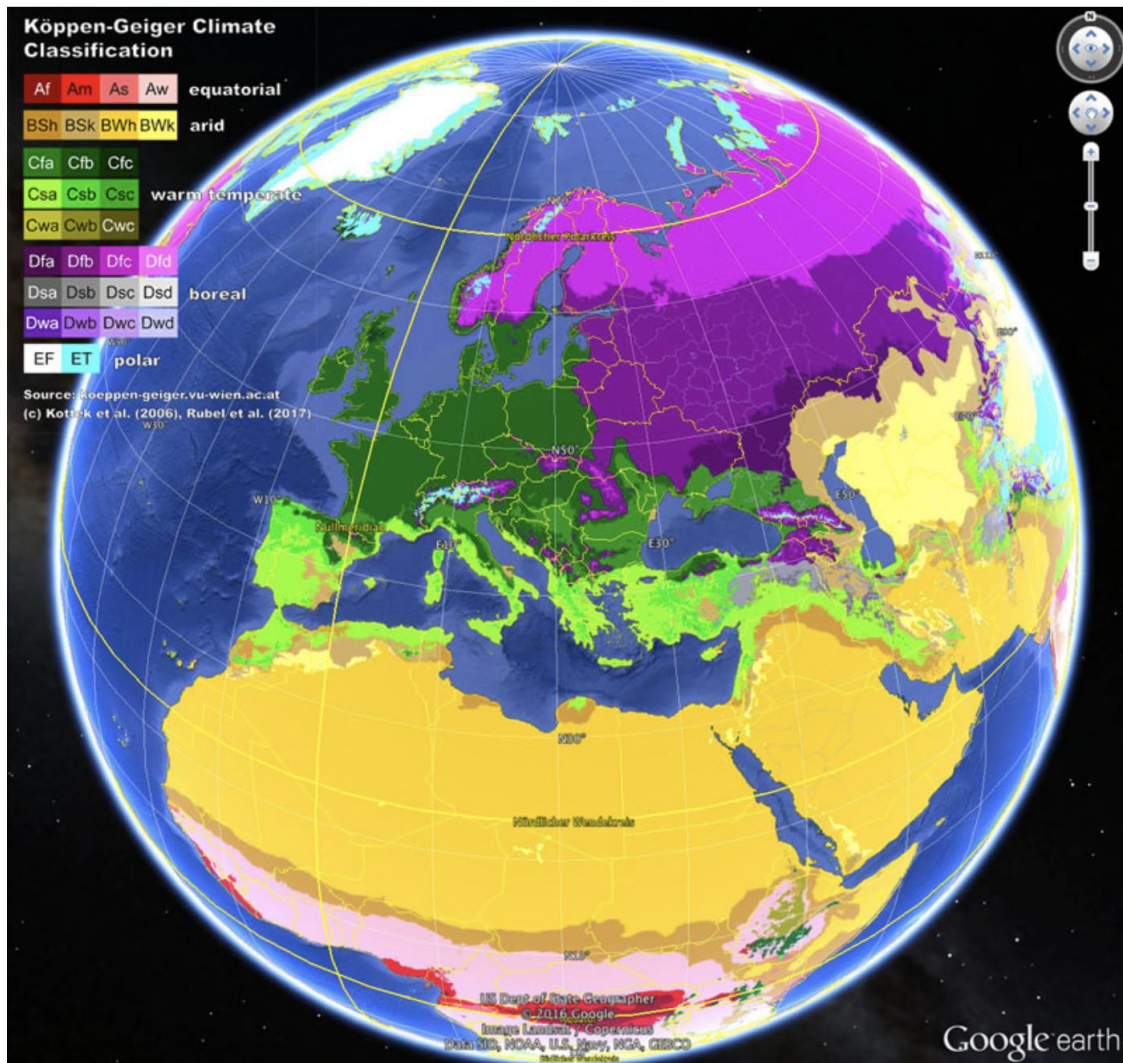 Köppen-Geiger Climate
Classification
Af Am As Aw equatorial
BSh BSk BWh BWk arid
Cfa Cfb Cfc
Csa Csb Csc warm temperate
Cwa Cwb Cwc
Dfa Dfb Dfc Dfd
Dsa Dsb Dsc Dsd boreal
Dwa Dwb Dwc Dwd
EF ET polar
Source: koeppen-geiger.vu-wien.ac.at
(c) Kottek et al. (2006), Rubel et al. (2017)
N
N70°
Nördlicher Polarkreis
W30°
E90°
E70°
N50°
W10°
E50°
Nullmeridian
E10°
E30°
N30°
Nördlicher Wendekreis
N10°
US Dept of State Geographer
© 2016 Google
Image Landsat / Copernicus
Data SIO, NOAA, U.S. Navy, NGA, GEBCO
Google earth